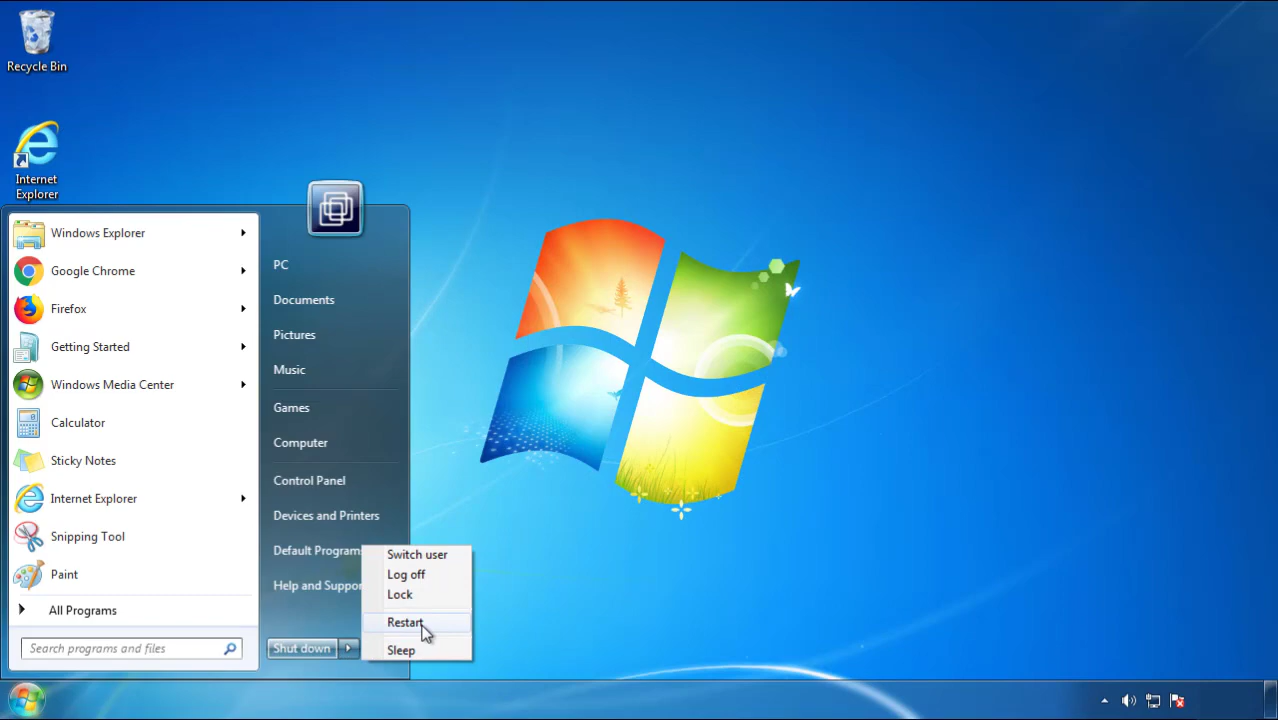 Recycle Bin
Internet
Explorer
Windows Explorer
Google Chrome
Firefox
Getting Started
Windows Media Center
Calculator
Sticky Notes
Internet Explorer
Snipping Tool
Paint
All Programs
Search programs and files
PC
Documents
Pictures
Music
Games
Computer
Control Panel
Devices and Printers
Default Program
Help and Suppor
Shut down
Switch user
Log off
Lock
Restart
Sleep